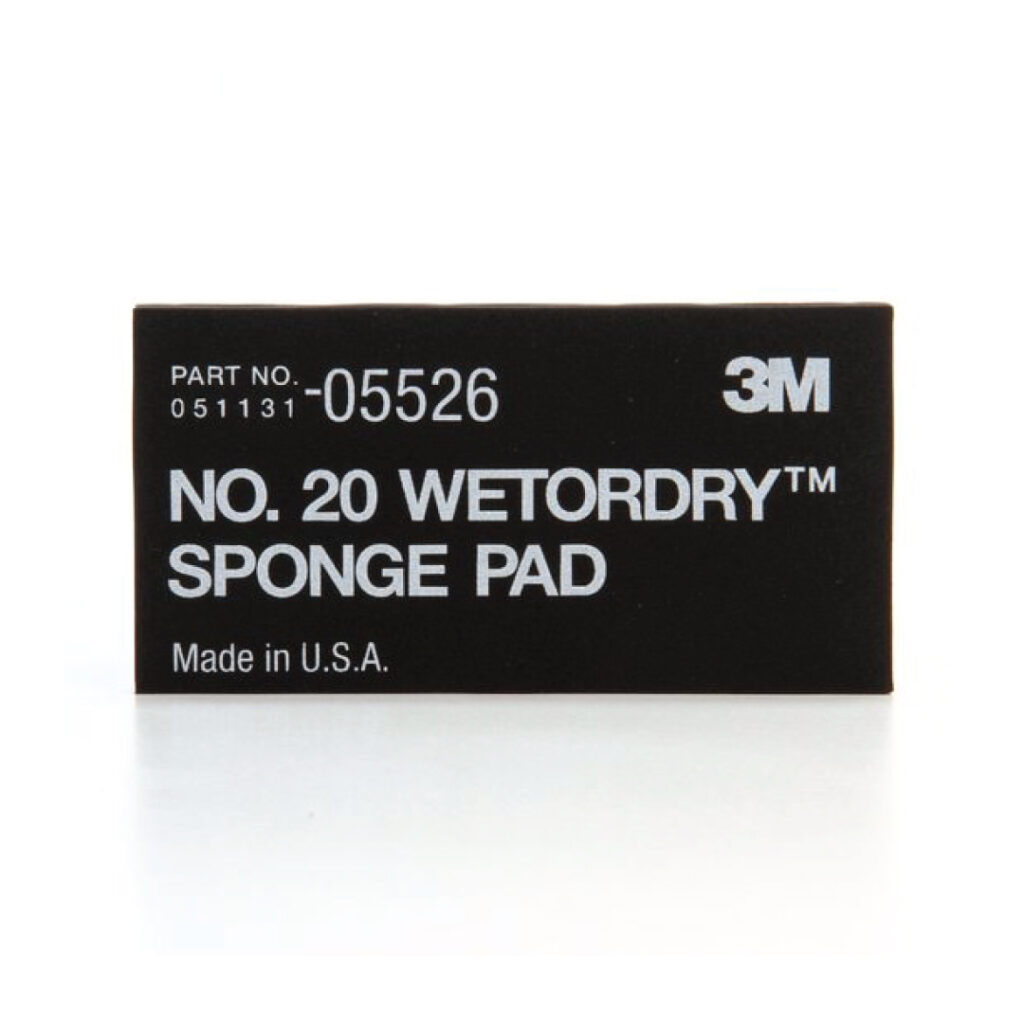 PART NO.
051131 -05526
3M
NO. 20 WETORDRY™
SPONGE PAD
Made in U.S.A.